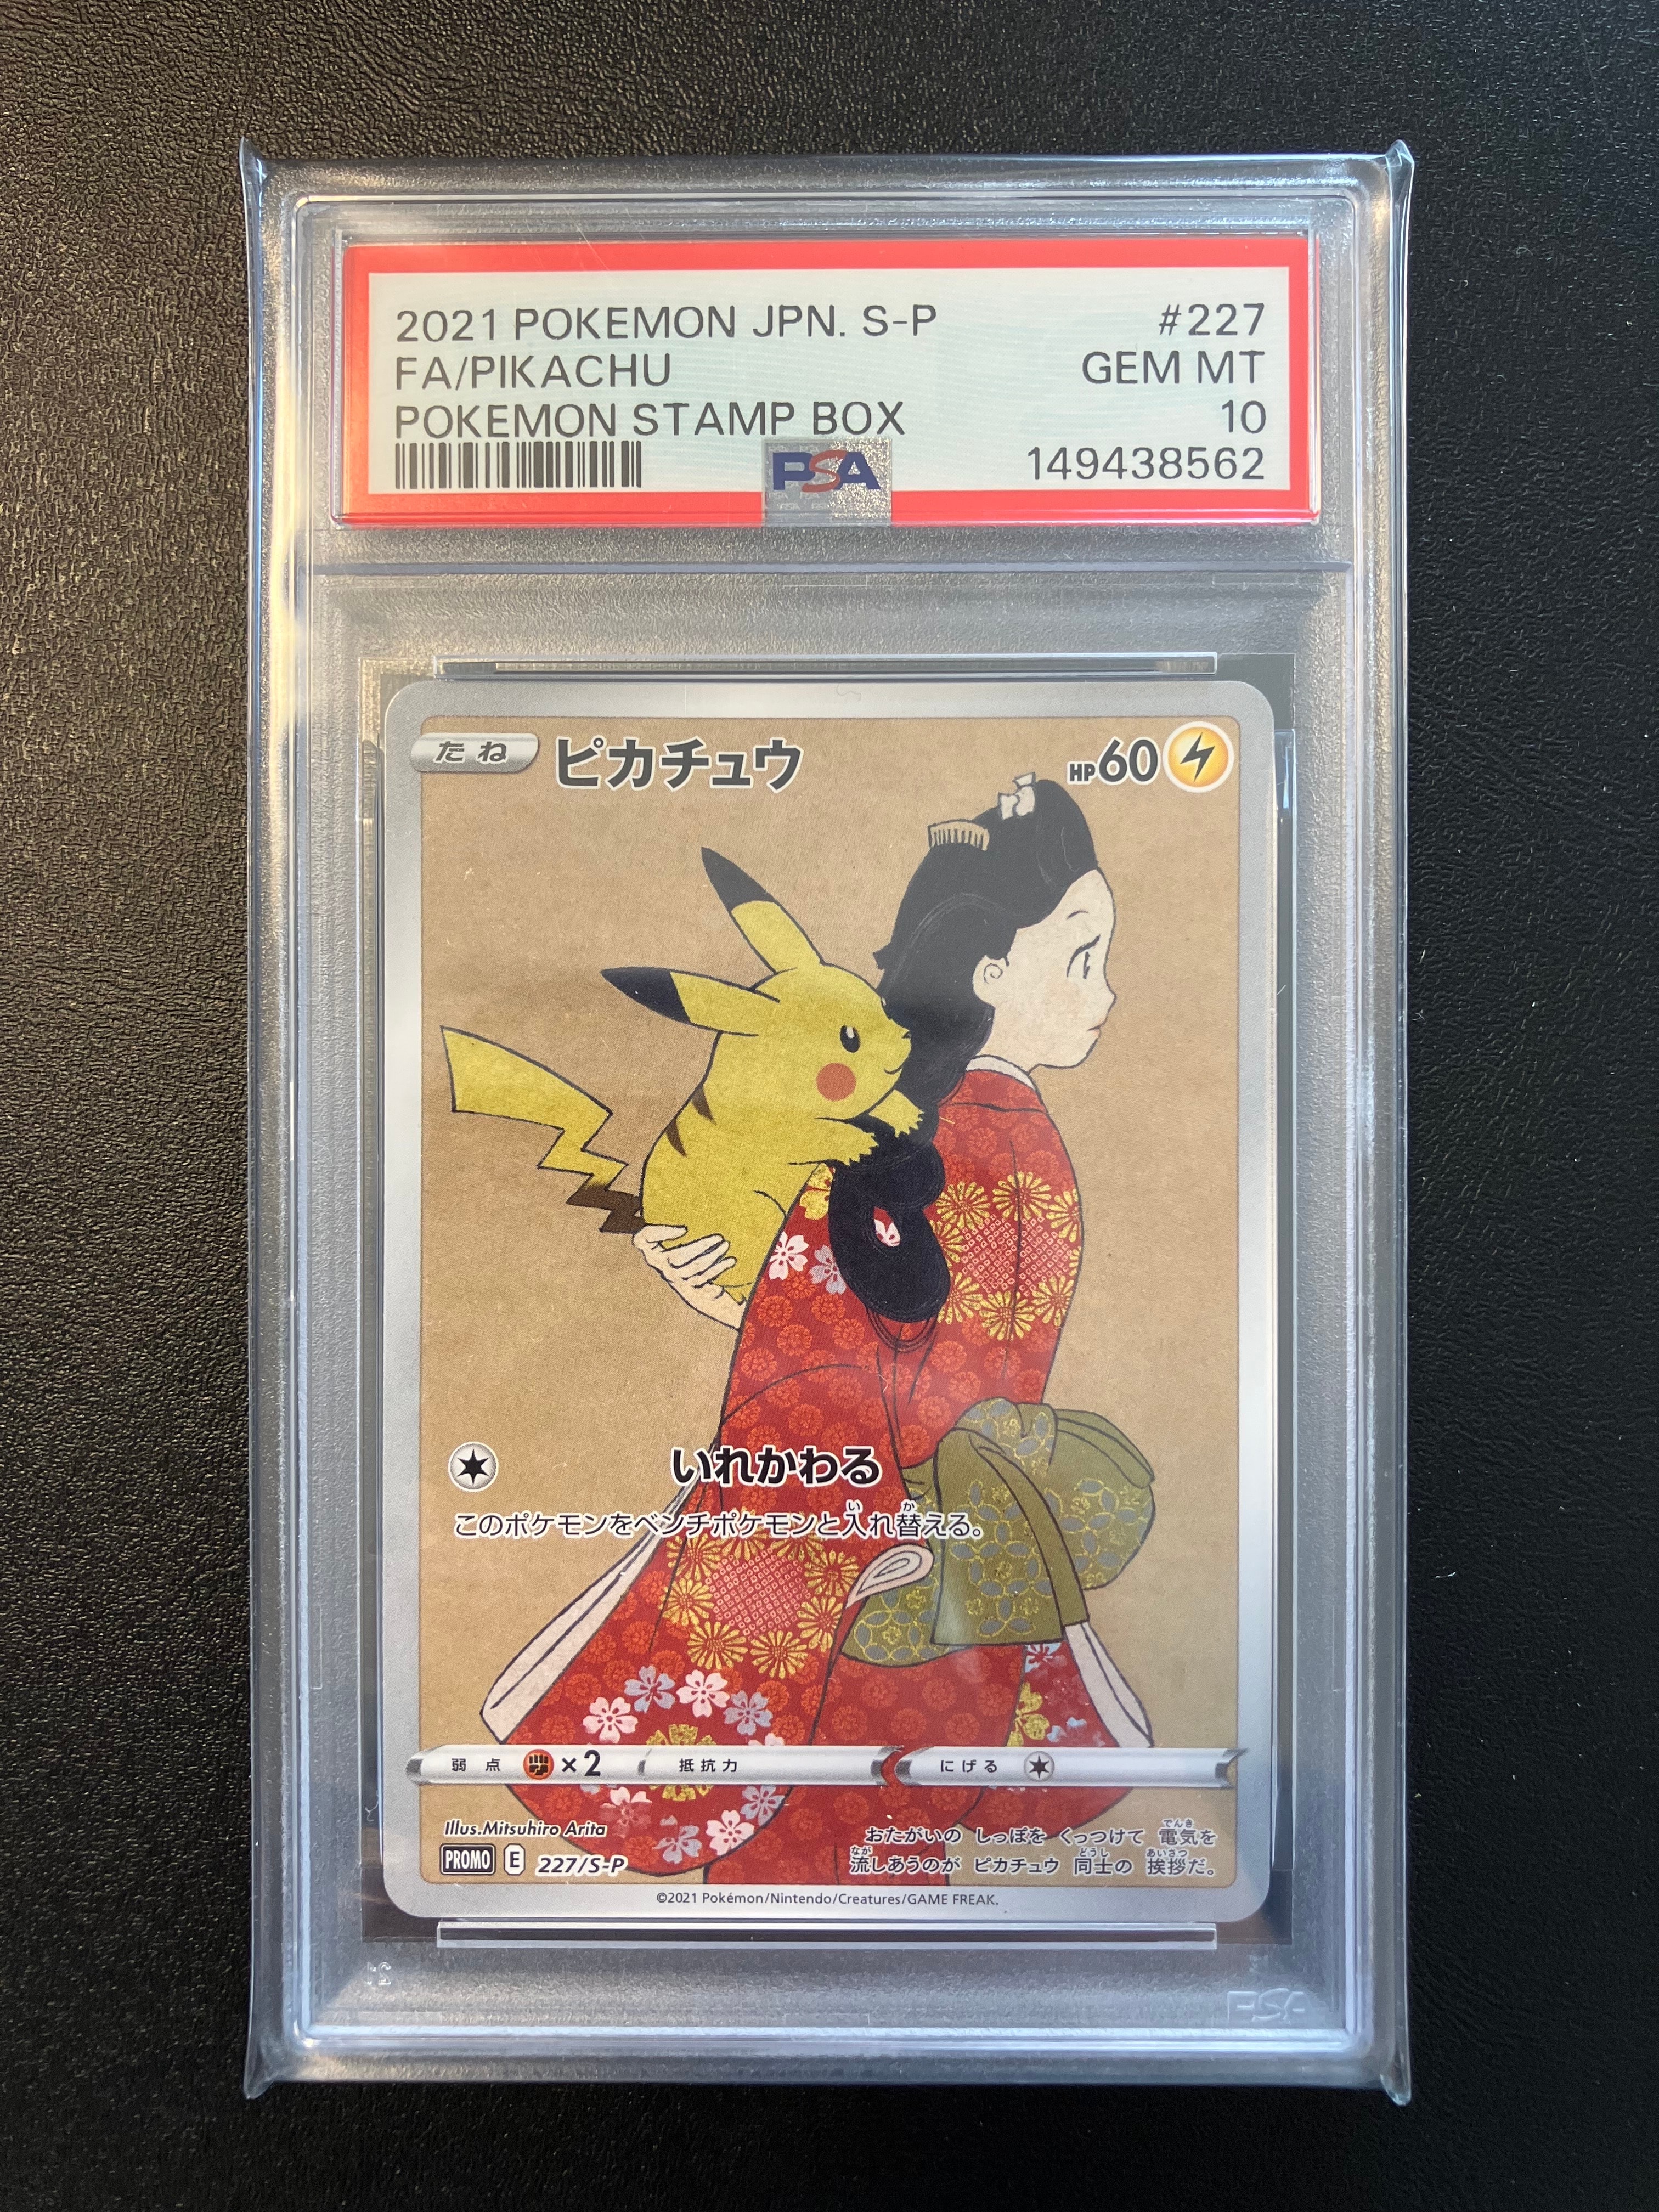 2021 POKEMON JPN. S-P #227
FA/PIKACHU GEM MT
POKEMON STAMP BOX 10
PSA 149438562
たね ピカチュウ HP60
いれかわる
このポケモンをベンチポケモンと入れ替える。
弱点 ×2 抵抗力 にげる
Illus.Mitsuhiro Arita
PROMO E 227/S-P
おたがいの しっぽを くっつけて 電気を
流しあうのが ピカチュウ 同士の 挨拶だ。
©2021 Pokémon/Nintendo/Creatures/GAME FREAK.
PSA